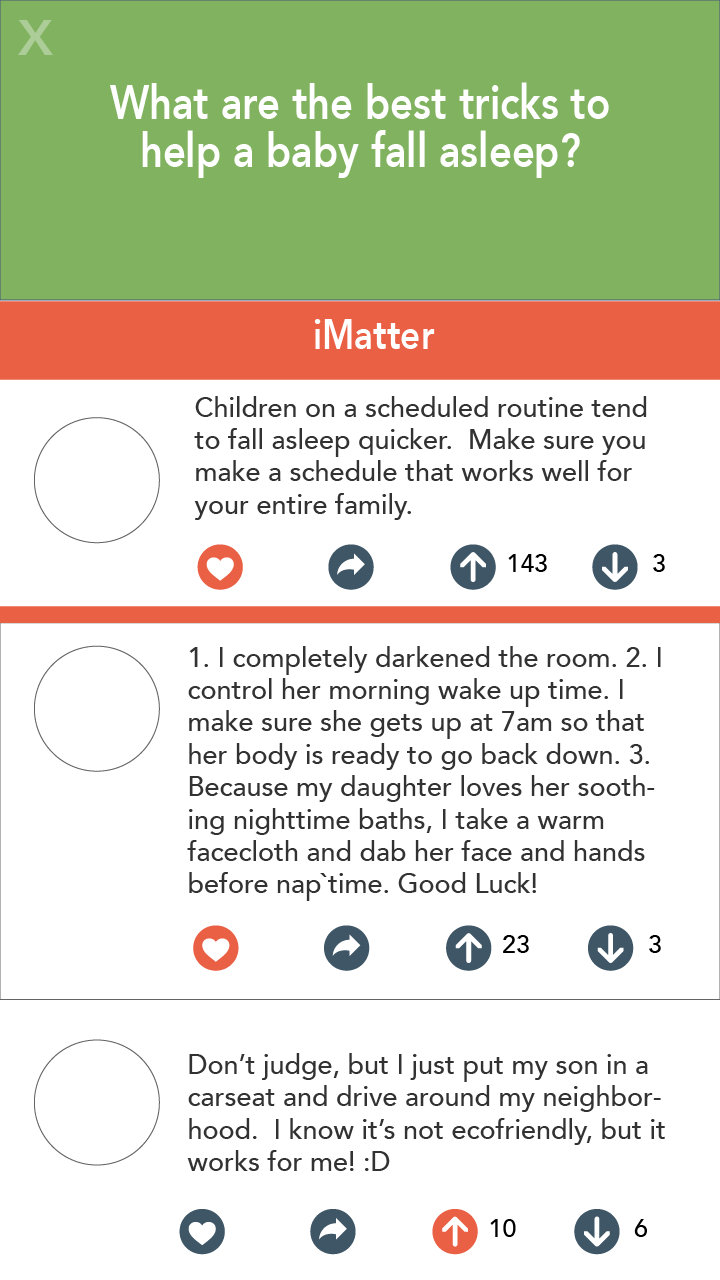 X
What are the best tricks to
help a baby fall asleep?
iMatter
Children on a scheduled routine tend
to fall asleep quicker.  Make sure you
make a schedule that works well for
your entire family.
143 3
1. I completely darkened the room. 2. I
control her morning wake up time. I
make sure she gets up at 7am so that
her body is ready to go back down. 3.
Because my daughter loves her sooth-
ing nighttime baths, I take a warm
facecloth and dab her face and hands
before nap`time. Good Luck!
23 3
Don’t judge, but I just put my son in a
carseat and drive around my neighbor-
hood.  I know it’s not ecofriendly, but it
works for me! :D
10 6